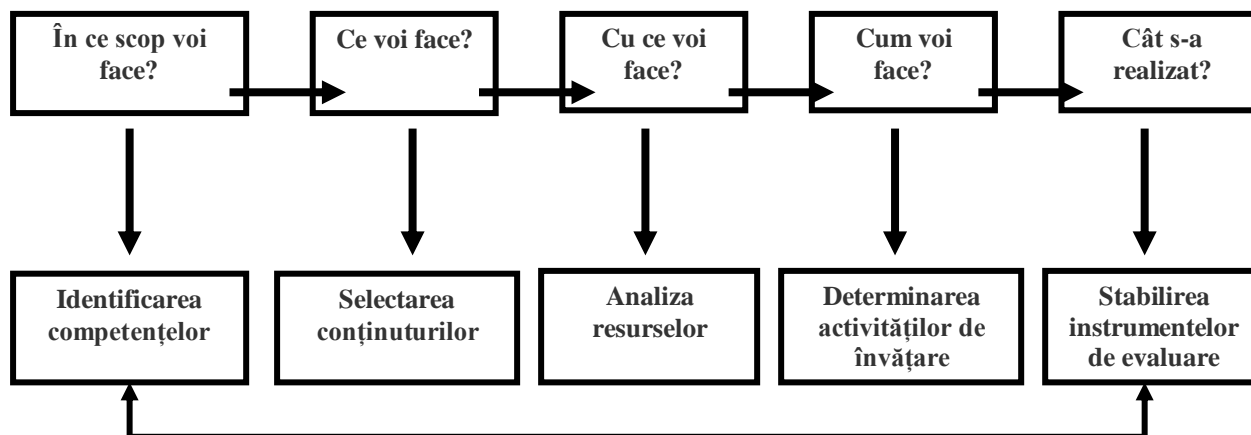 În ce scop voi
face?
Ce voi face?
Cu ce voi
face?
Cum voi
face?
Cât s-a
realizat?
Identificarea
competențelor
Selectarea
conținuturilor
Analiza
resurselor
Determinarea
activităților de
învățare
Stabilirea
instrumentelor
de evaluare